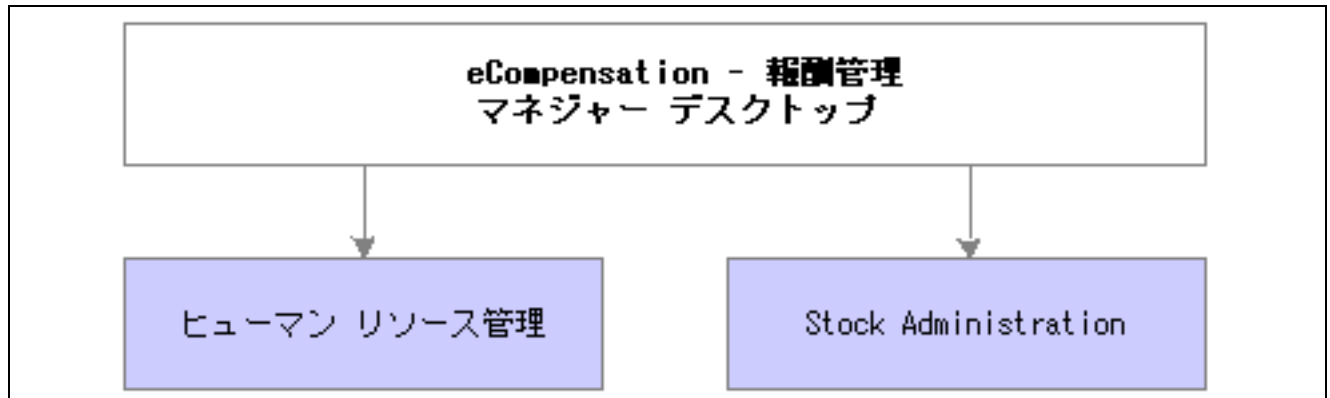 eCompensation - 報酬管理
マネジャー デスクトップ
ヒューマン リソース管理
Stock Administration